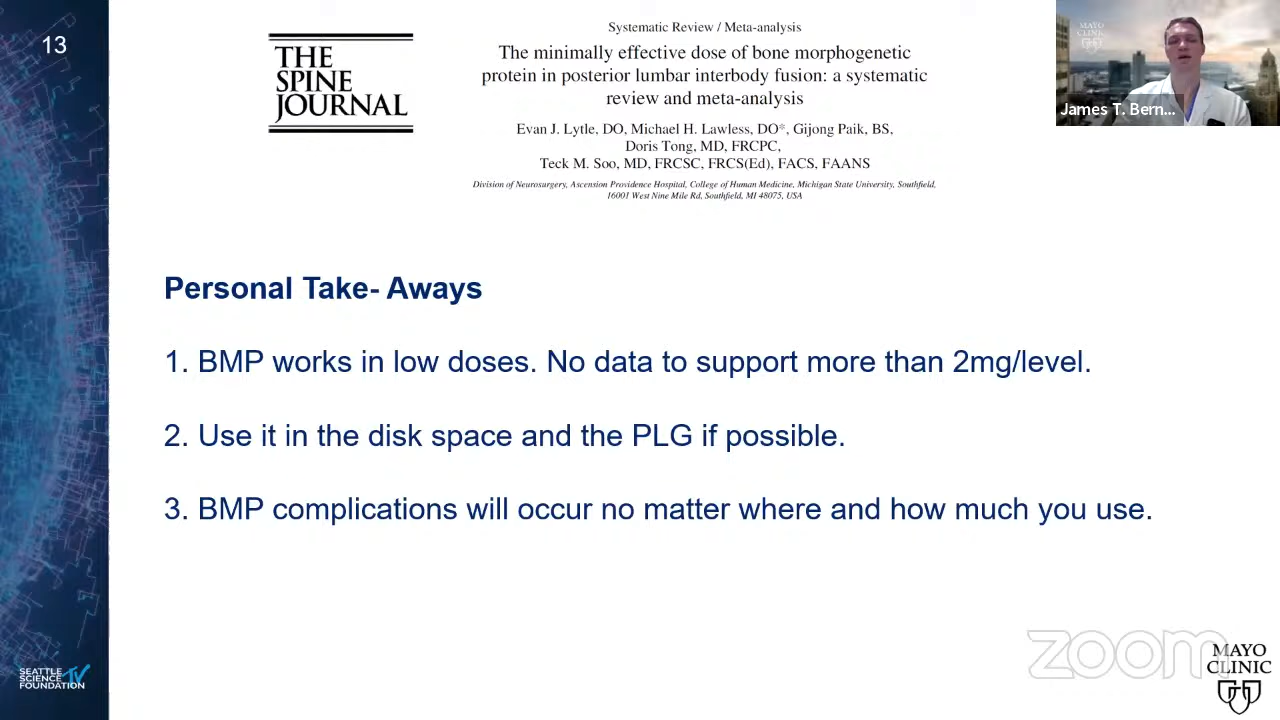 13
THE
SPINE
JOURNAL
Systematic Review / Meta-analysis
The minimally effective dose of bone morphogenetic
protein in posterior lumbar interbody fusion: a systematic
review and meta-analysis
Evan J. Lytle, DO, Michael H. Lawless, DO*, Gijong Paik, BS,
Doris Tong, MD, FRCPC,
Teck M. Soo, MD, FRCSC, FRCS(Ed), FACS, FAANS
Division of Neurosurgery, Ascension Providence Hospital, College of Human Medicine, Michigan State University, Southfield,
16001 West Nine Mile Rd, Southfield, MI 48075, USA
MAYO
CLINIC
James T. Bern...
Personal Take- Aways
1. BMP works in low doses. No data to support more than 2mg/level.
2. Use it in the disk space and the PLG if possible.
3. BMP complications will occur no matter where and how much you use.
SEATTLE
SCIENCE
FOUNDATION
TV
zoom
MAYO
CLINIC